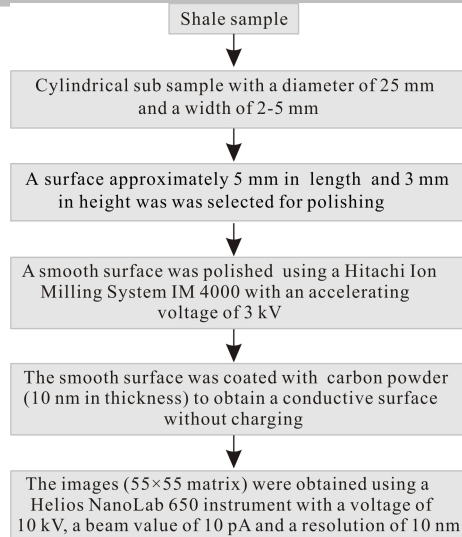 Shale sample
Cylindrical sub sample with a diameter of 25 mm
and a width of 2-5 mm
A surface approximately 5 mm in length and 3 mm
in height was was selected for polishing
A smooth surface was polished using a Hitachi Ion
Milling System IM 4000 with an accelerating
voltage of 3 kV
The smooth surface was coated with carbon powder
(10 nm in thickness) to obtain a conductive surface
without charging
The images (55×55 matrix) were obtained using a
Helios NanoLab 650 instrument with a voltage of
10 kV, a beam value of 10 pA and a resolution of 10 nm